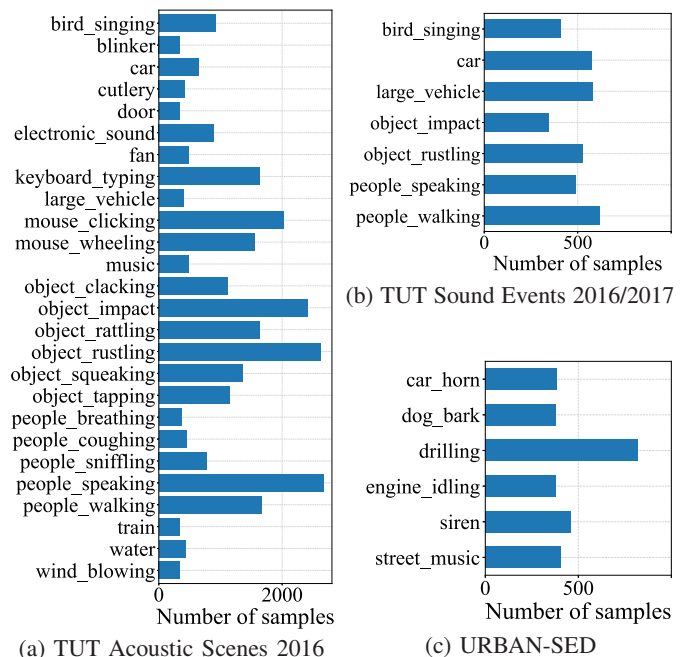 bird_singing
blinker
car
cutlery
door
electronic_sound
fan
keyboard_typing
large_vehicle
mouse_clicking
mouse_wheeling
music
object_clacking
object_impact
object_rattling
object_rustling
object_squeaking
object_tapping
people_breathing
people_coughing
people_sniffling
people_speaking
people_walking
train
water
wind_blowing
2000
Number of samples
(a) TUT Acoustic Scenes 2016
bird_singing
car
large_vehicle
object_impact
object_rustling
people_speaking
people_walking
0 500
Number of samples
(b) TUT Sound Events 2016/2017
car_horn
dog_bark
drilling
engine_idling
siren
street_music
0 500
Number of samples
(c) URBAN-SED
0